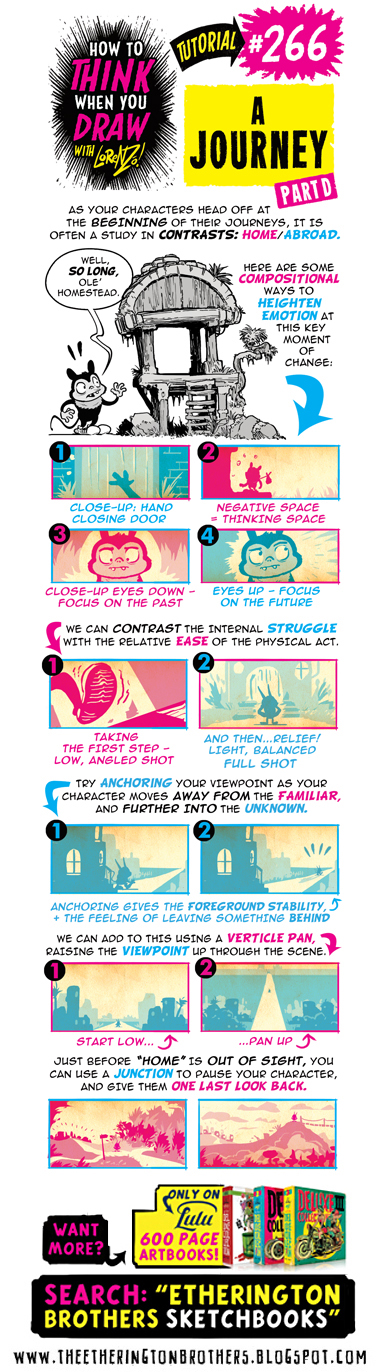 HOW TO
THINK
WHEN YOU
DRAW
WITH LORENZO!
TUTORIAL
#266
A
JOURNEY
PART D
AS YOUR CHARACTERS HEAD OFF AT
THE BEGINNING OF THEIR JOURNEYS, IT IS
OFTEN A STUDY IN CONTRASTS: HOME/ABROAD.
WELL,
SO LONG,
OLE'
HOMESTEAD.
HERE ARE SOME
COMPOSITIONAL
WAYS TO
HEIGHTEN
EMOTION AT
THIS KEY
MOMENT
OF
CHANGE:
1
CLOSE-UP: HAND
CLOSING DOOR
2
NEGATIVE SPACE
= THINKING SPACE
3
CLOSE-UP EYES DOWN –
FOCUS ON THE PAST
4
EYES UP – FOCUS
ON THE FUTURE
WE CAN CONTRAST THE INTERNAL STRUGGLE
WITH THE RELATIVE EASE OF THE PHYSICAL ACT.
1
TAKING
THE FIRST STEP –
LOW, ANGLED SHOT
2
AND THEN...RELIEF!
LIGHT, BALANCED
FULL SHOT
TRY ANCHORING YOUR VIEWPOINT AS YOUR
CHARACTER MOVES AWAY FROM THE FAMILIAR,
AND FURTHER INTO THE UNKNOWN.
1
2
ANCHORING GIVES THE FOREGROUND STABILITY,
+ THE FEELING OF LEAVING SOMETHING BEHIND
WE CAN ADD TO THIS USING A VERTICLE PAN,
RAISING THE VIEWPOINT UP THROUGH THE SCENE.
1
START LOW...
2
...PAN UP
JUST BEFORE "HOME" IS OUT OF SIGHT, YOU
CAN USE A JUNCTION TO PAUSE YOUR CHARACTER,
AND GIVE THEM ONE LAST LOOK BACK.
WANT
MORE?
ONLY ON
Lulu
600 PAGE
ARTBOOKS!
DELUXE III
SEARCH: "ETHERINGTON
BROTHERS SKETCHBOOKS"
WWW.THEETHERINGTONBROTHERS.BLOGSPOT.COM